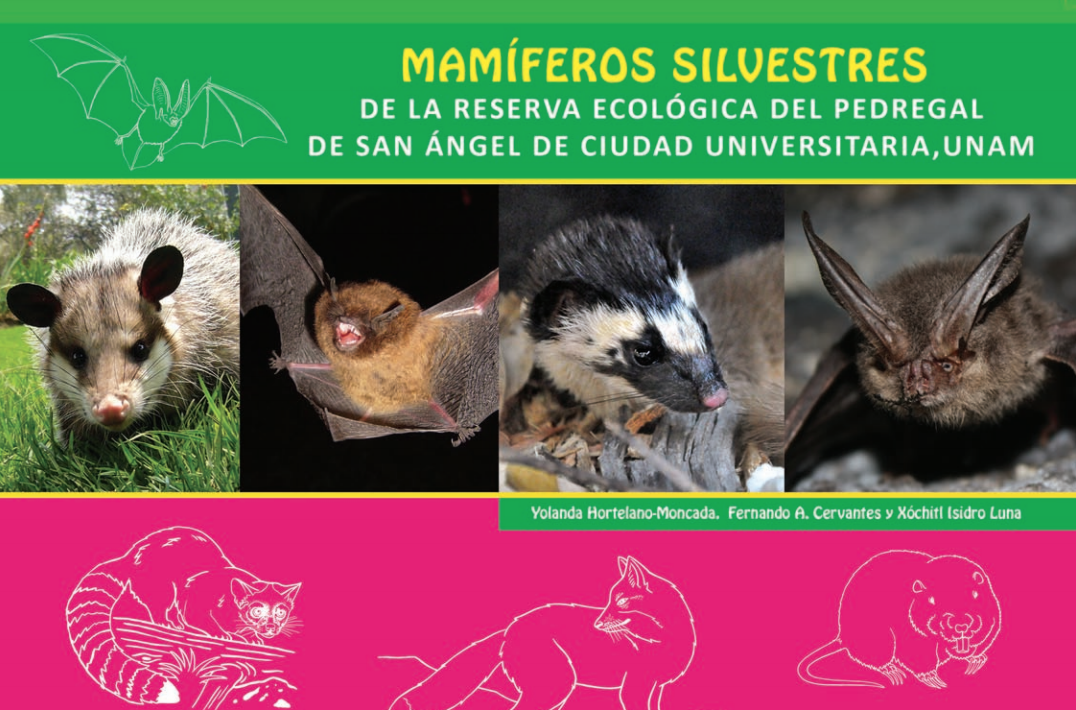 MAMÍFEROS SILVESTRES
DE LA RESERVA ECOLÓGICA DEL PEDREGAL
DE SAN ÁNGEL DE CIUDAD UNIVERSITARIA,UNAM
Yolanda Hortelano-Moncada, Fernando A. Cervantes y Xóchitl Isidro Luna